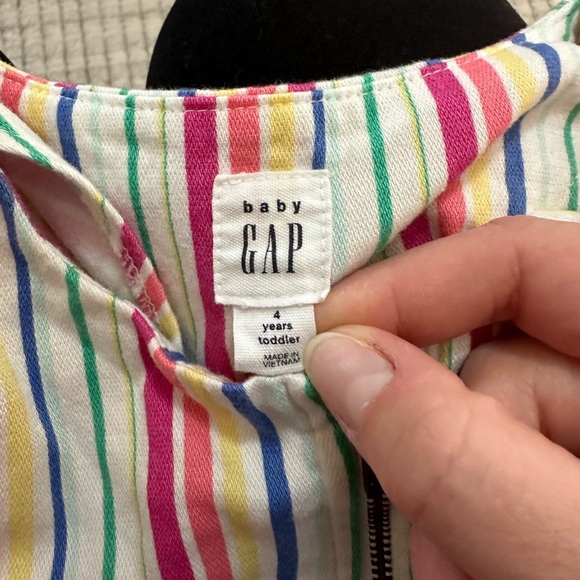 baby
GAP
4
years
toddler
MADE IN
VIETNAM